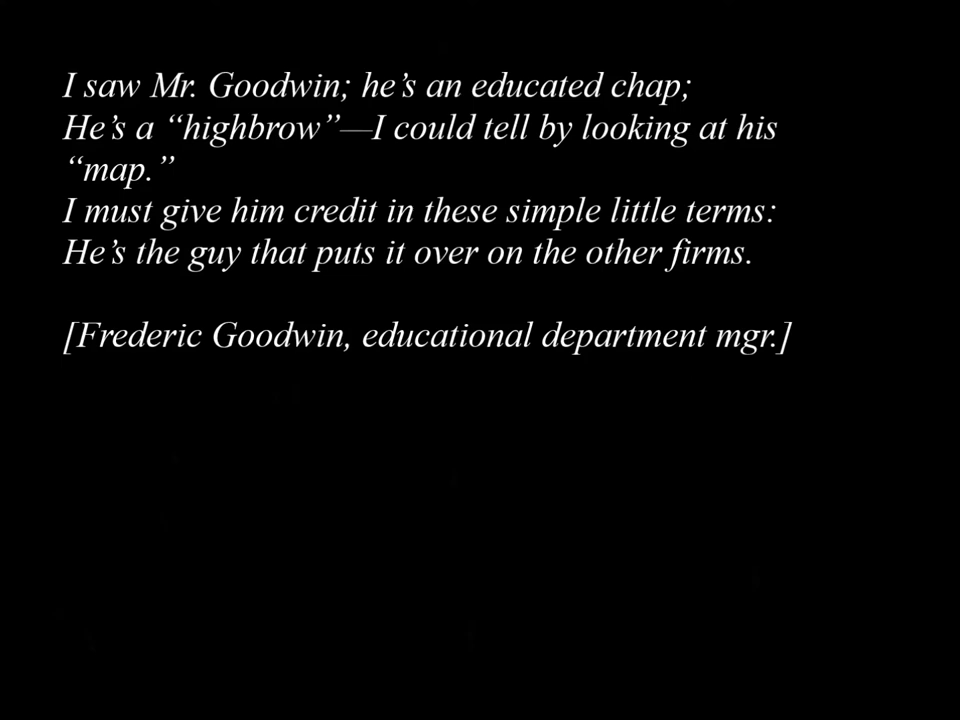 I saw Mr. Goodwin; he’s an educated chap;
He’s a “highbrow”—I could tell by looking at his
“map.”
I must give him credit in these simple little terms:
He’s the guy that puts it over on the other firms.
[Frederic Goodwin, educational department mgr.]